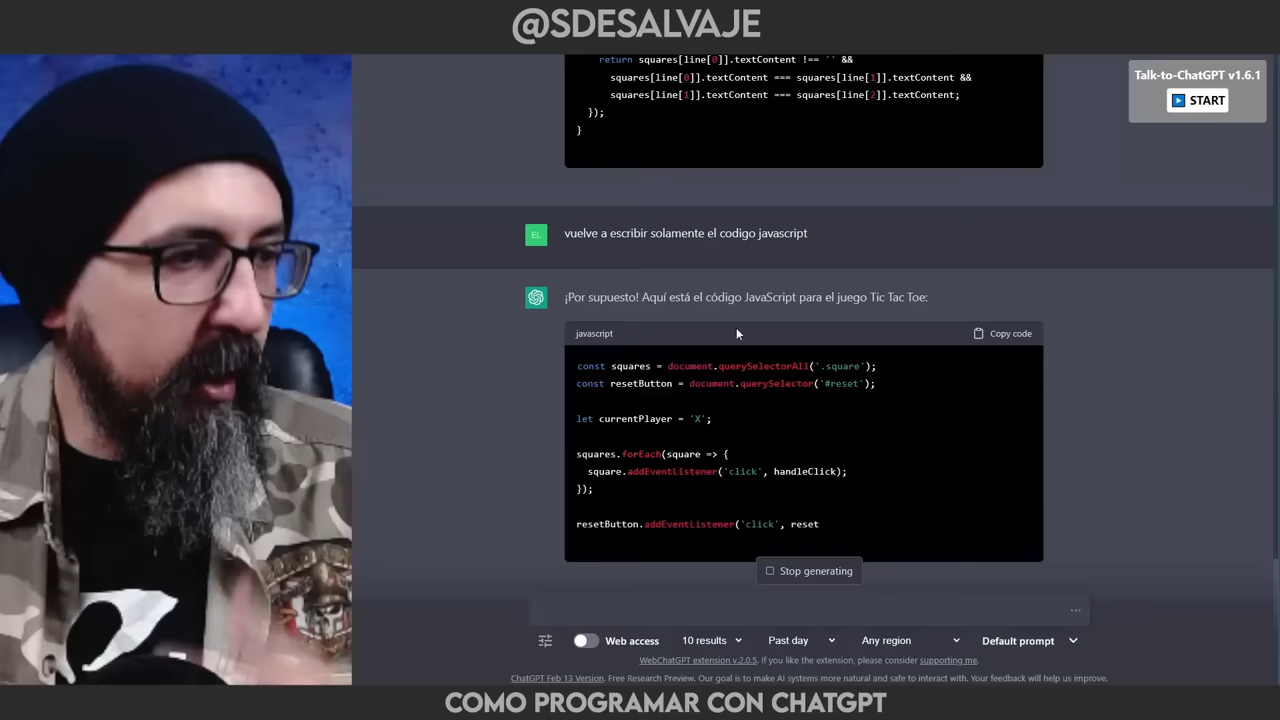 @SDESALVAJE
return squares[line[0]].textContent !== `` &&
squares[line[0]].textContent === squares[line[1]].textContent &&
squares[line[1]].textContent === squares[line[2]].textContent;
});
}
Talk-to-ChatGPT v1.6.1
START
EL
vuelve a escribir solamente el codigo javascript
¡Por supuesto! Aquí está el código JavaScript para el juego Tic Tac Toe:
javascript
Copy code
const squares = document.querySelectorAll('.square');
const resetButton = document.querySelector('#reset');
let currentPlayer = 'X';
squares.forEach(square => {
square.addEventListener('click', handleClick);
});
resetButton.addEventListener('click', reset
Stop generating
...
Web access
10 results
Past day
Any region
Default prompt
WebChatGPT extension v.2.0.5. If you like the extension, please consider supporting me.
ChatGPT Feb 13 Version. Free Research Preview. Our goal is to make AI systems more natural and safe to interact with. Your feedback will help us improve.
COMO PROGRAMAR CON CHATGPT